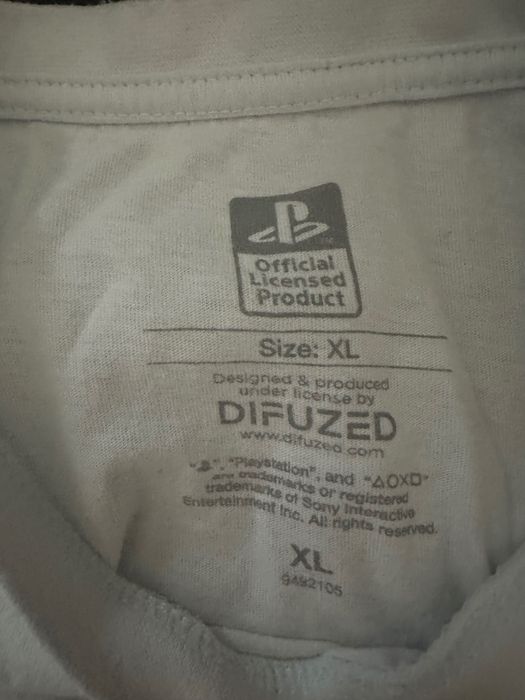 Official
Licensed
Product
Size: XL
Designed & produced
under license by
DIFUZED
www.difuzed.com
"", "Playstation", and "△OX□"
are trademarks or registered
trademarks of Sony Interactive
Entertainment Inc. All rights reserved.
XL
9492105